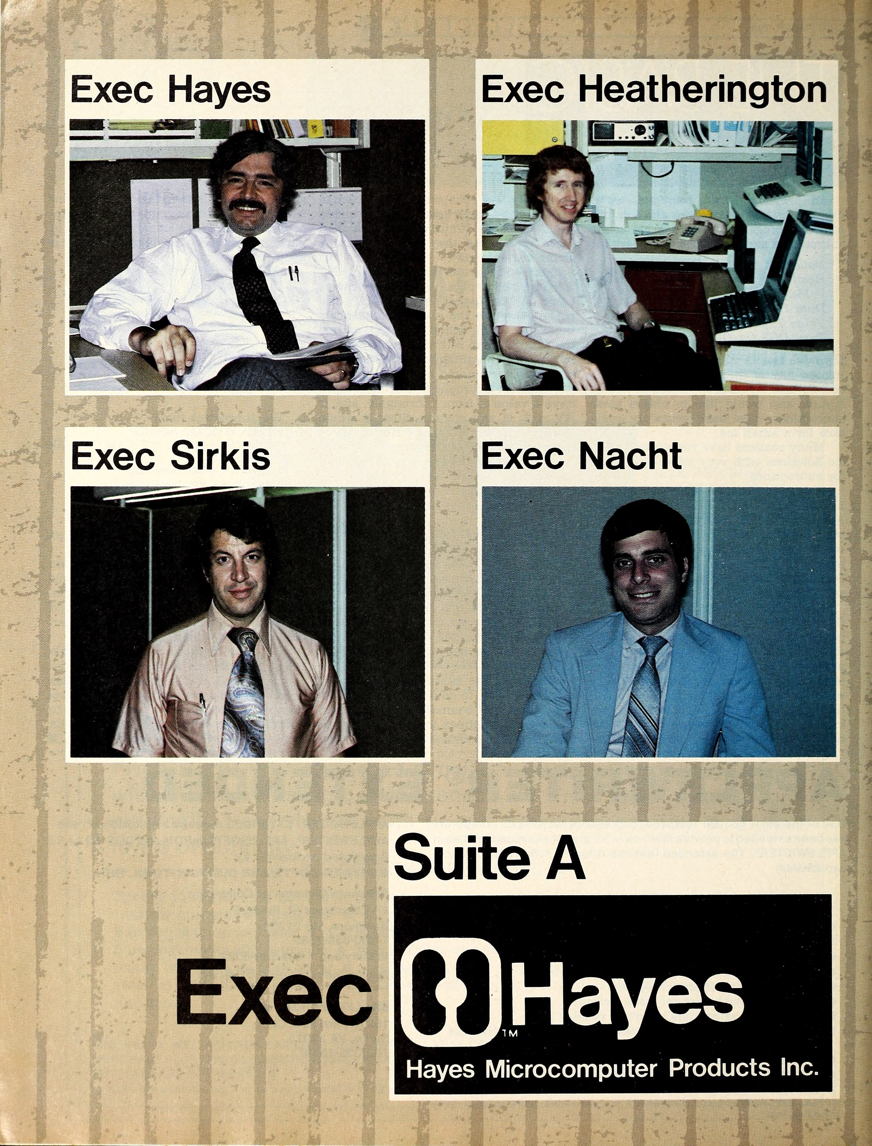 Exec Hayes
Exec Heatherington
Exec Sirkis
Exec Nacht
Suite A
Exec
Hayes
TM
Hayes Microcomputer Products Inc.